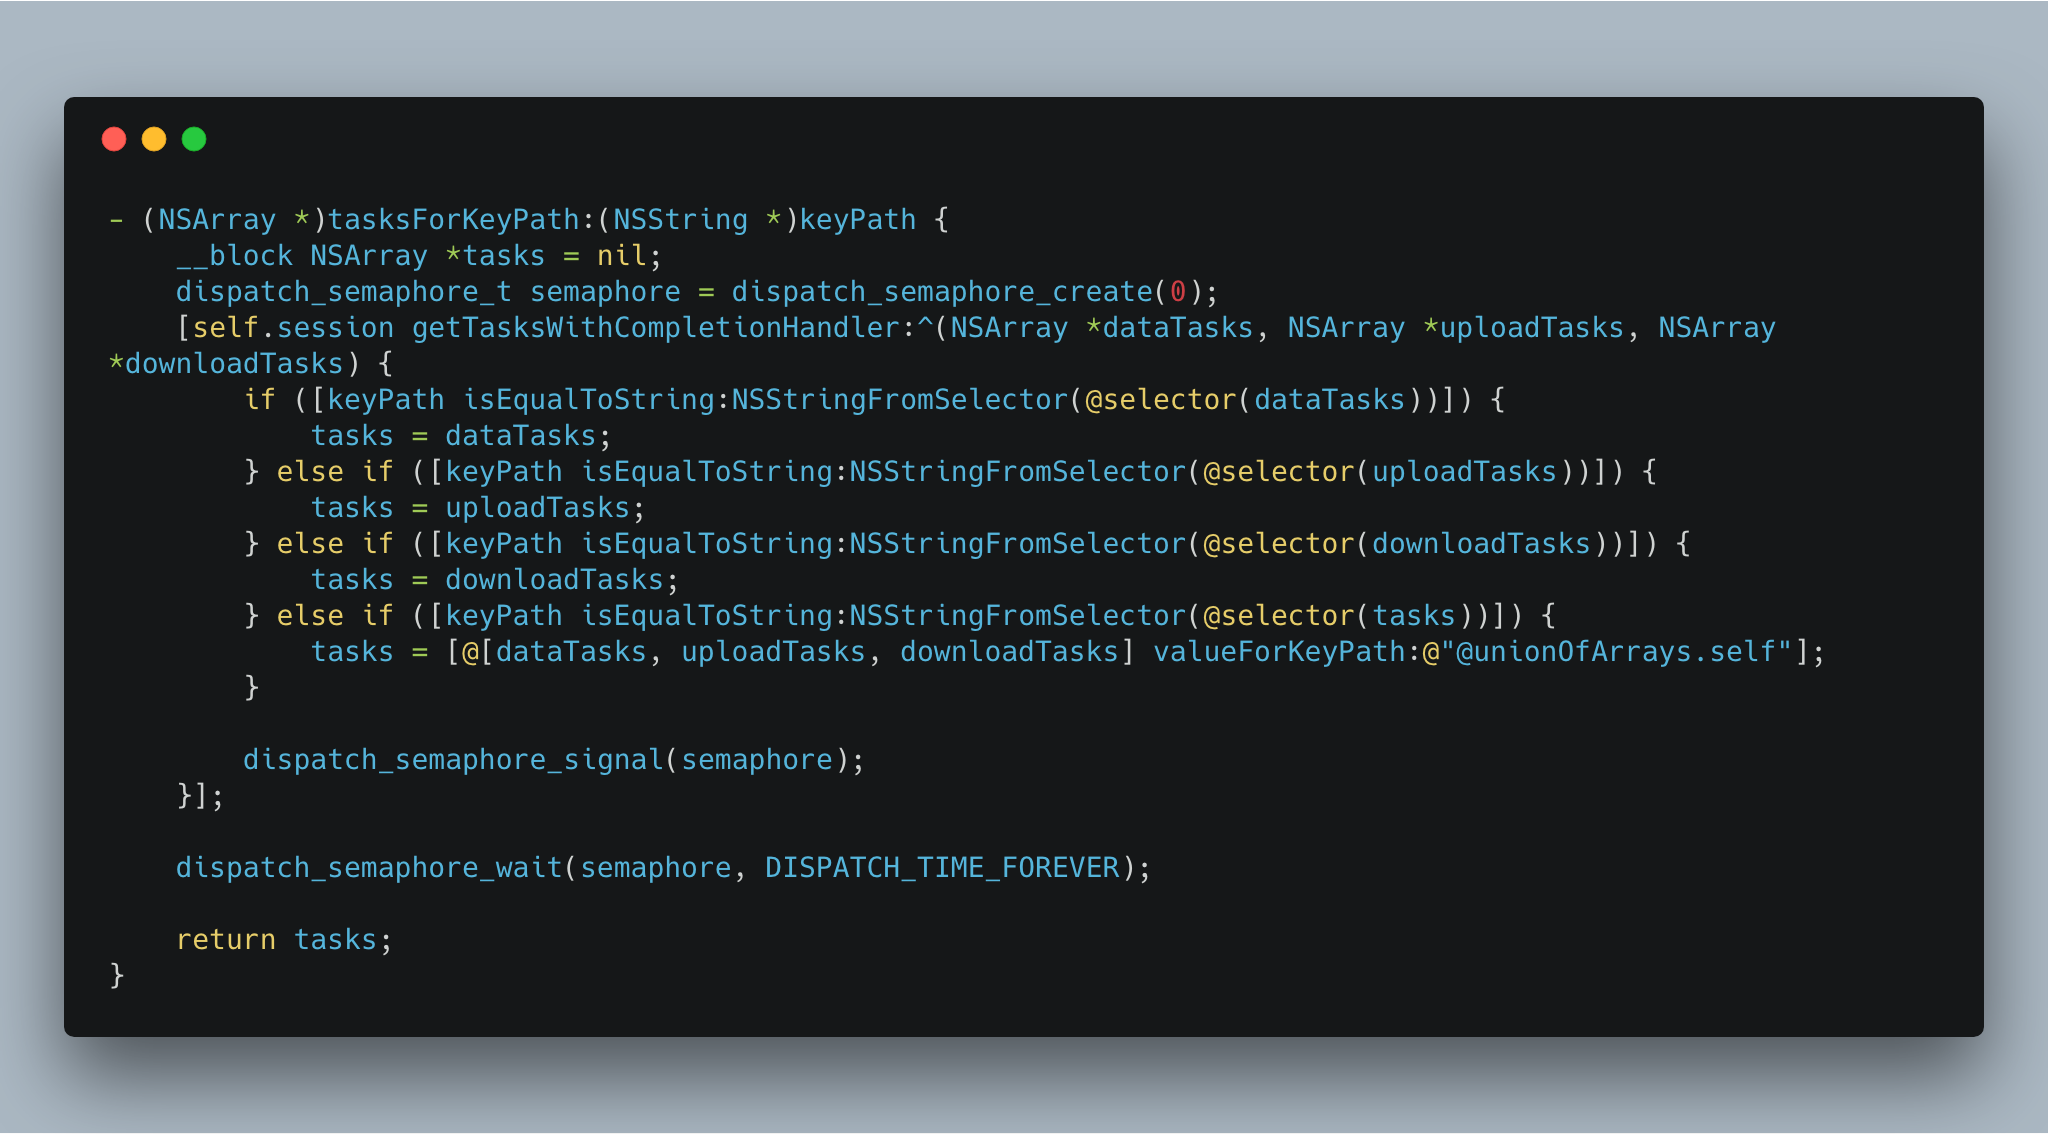 - (NSArray *)tasksForKeyPath:(NSString *)keyPath {
    __block NSArray *tasks = nil;
    dispatch_semaphore_t semaphore = dispatch_semaphore_create(0);
    [self.session getTasksWithCompletionHandler:^(NSArray *dataTasks, NSArray *uploadTasks, NSArray
*downloadTasks) {
        if ([keyPath isEqualToString:NSStringFromSelector(@selector(dataTasks))]) {
            tasks = dataTasks;
        } else if ([keyPath isEqualToString:NSStringFromSelector(@selector(uploadTasks))]) {
            tasks = uploadTasks;
        } else if ([keyPath isEqualToString:NSStringFromSelector(@selector(downloadTasks))]) {
            tasks = downloadTasks;
        } else if ([keyPath isEqualToString:NSStringFromSelector(@selector(tasks))]) {
            tasks = [@[dataTasks, uploadTasks, downloadTasks] valueForKeyPath:@"@unionOfArrays.self"];
        }

        dispatch_semaphore_signal(semaphore);
    }];

    dispatch_semaphore_wait(semaphore, DISPATCH_TIME_FOREVER);

    return tasks;
}